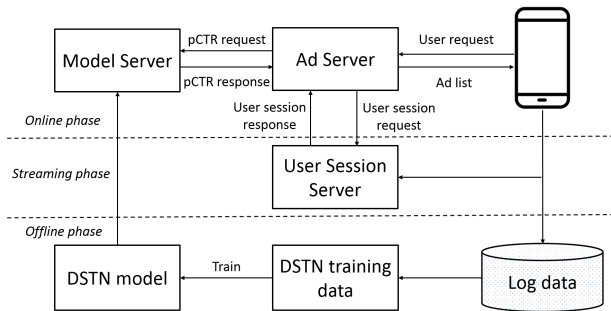 pCTR request
User request
Model Server
Ad Server
pCTR response
Ad list
User session
response
User session
request
Online phase
Streaming phase
User Session
Server
Offline phase
DSTN model
Train
DSTN training
data
Log data